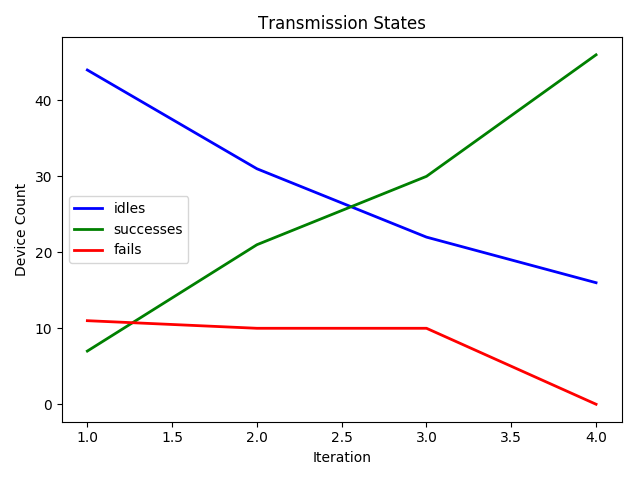 Transmission States
Device Count
40
30
20
10
0
idles
successes
fails
1.0 1.5 2.0 2.5 3.0 3.5 4.0
Iteration